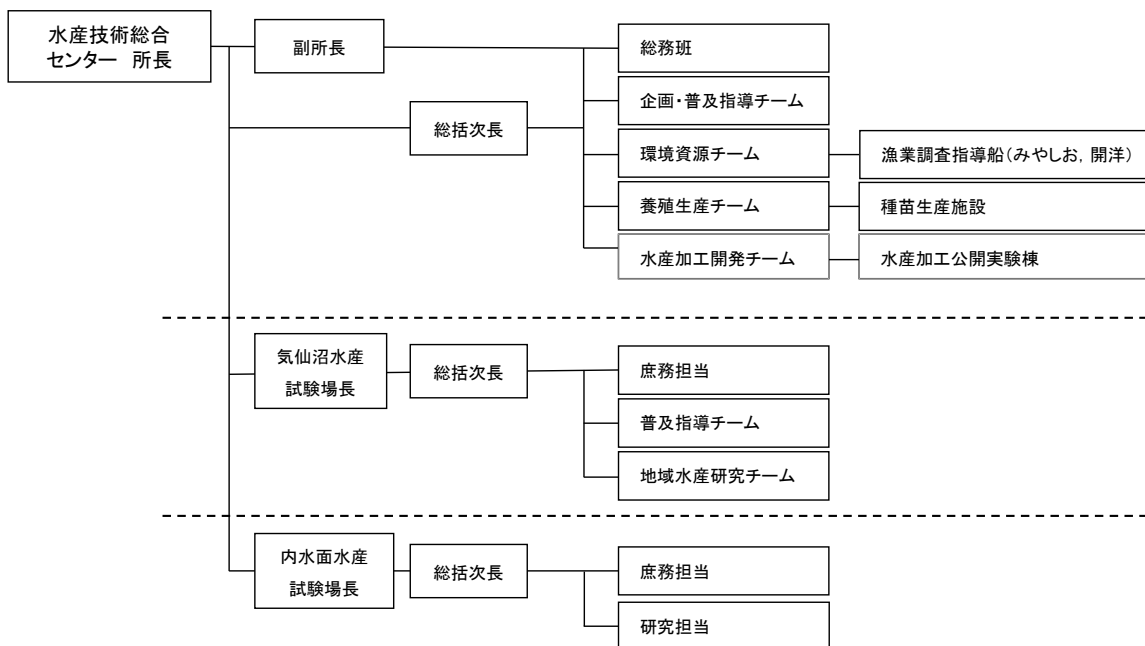 水産技術総合
センター　所長
副所長
総務班
企画・普及指導チーム
総括次長
環境資源チーム
漁業調査指導船（みやしお，開洋）
養殖生産チーム
種苗生産施設
水産加工開発チーム
水産加工公開実験棟
気仙沼水産
試験場長
総括次長
庶務担当
普及指導チーム
地域水産研究チーム
内水面水産
試験場長
総括次長
庶務担当
研究担当